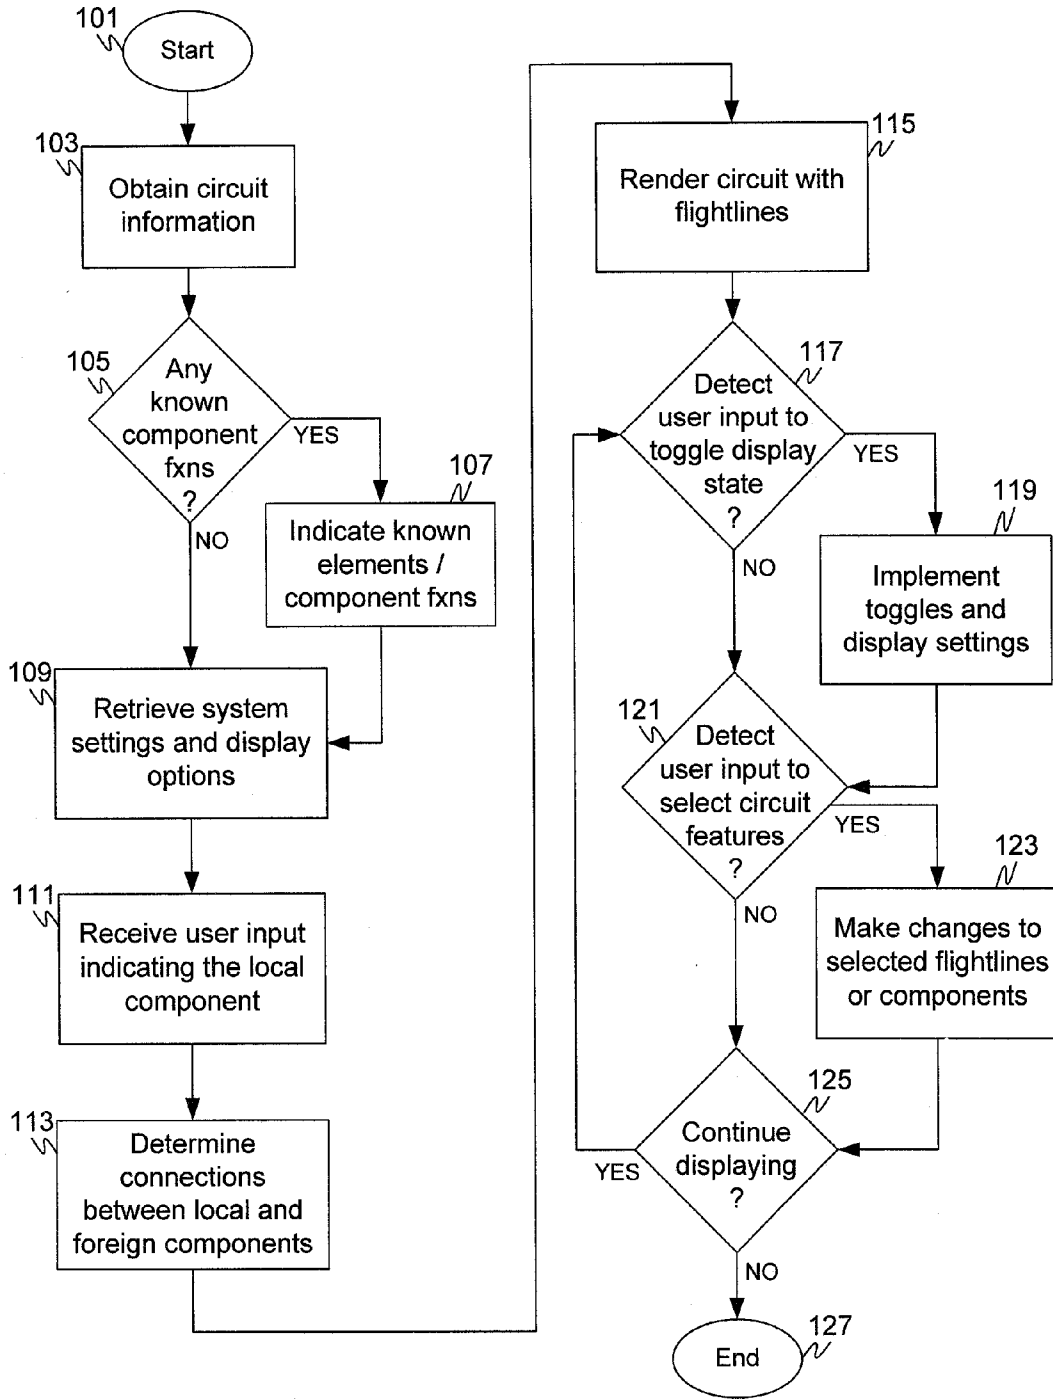 101
Start
103
Obtain circuit
information
105
Any
known
component
fxns
?
YES
NO
107
Indicate known
elements /
component fxns
109
Retrieve system
settings and display
options
111
Receive user input
indicating the local
component
113
Determine
connections
between local and
foreign components
115
Render circuit with
flightlines
117
Detect
user input to
toggle display
state
?
YES
NO
119
Implement
toggles and
display settings
121
Detect
user input to
select circuit
features
?
YES
NO
123
Make changes to
selected flightlines
or components
125
Continue
displaying
?
YES
NO
127
End